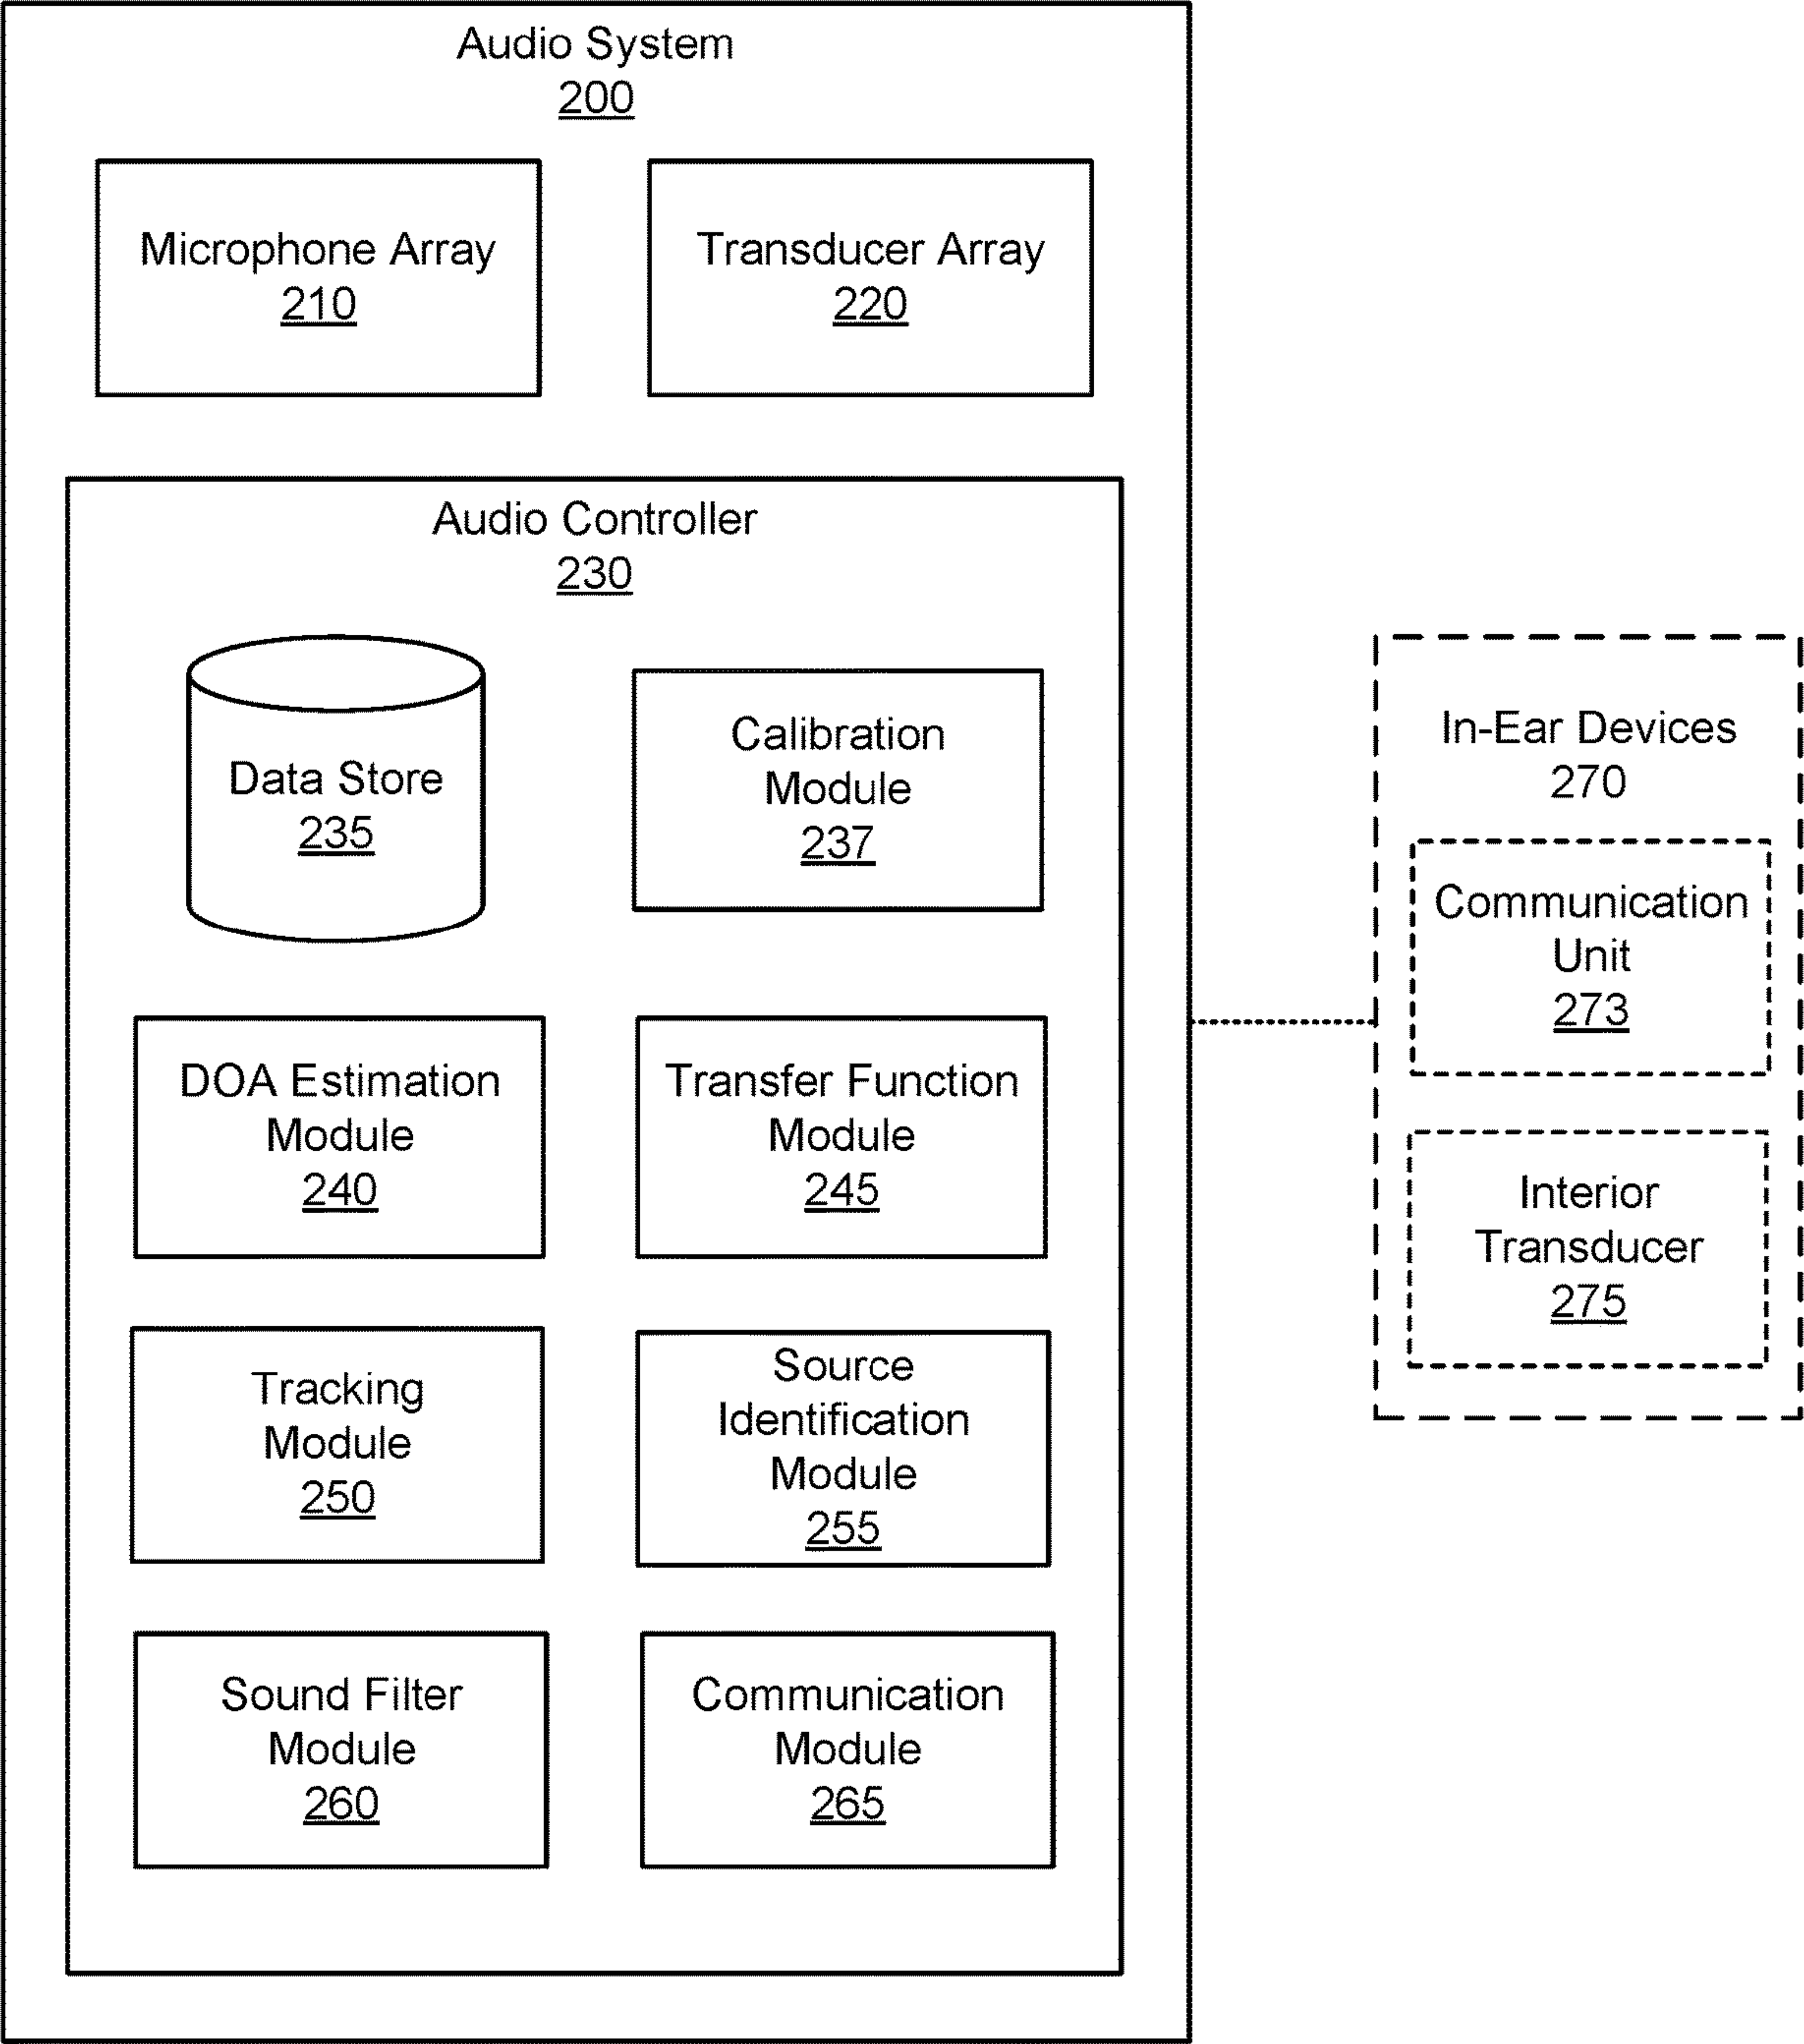 Audio System
200
Microphone Array
210
Transducer Array
220
Audio Controller
230
Data Store
235
Calibration
Module
237
DOA Estimation
Module
240
Transfer Function
Module
245
Tracking
Module
250
Source
Identification
Module
255
Sound Filter
Module
260
Communication
Module
265
In-Ear Devices
270
Communication
Unit
273
Interior
Transducer
275